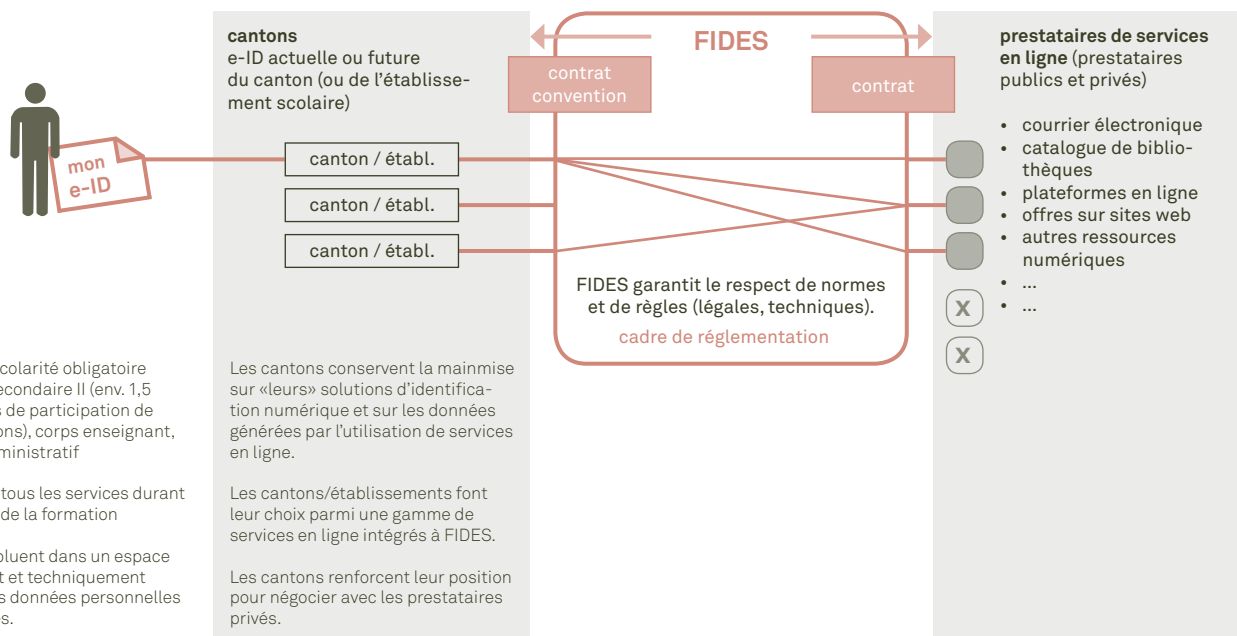 mon
e-ID
colarité obligatoire
econdaire II (env. 1,5
s de participation de
ons), corps enseignant,
ministratif
tous les services durant
de la formation
oluent dans un espace
t et techniquement
s données personnelles
es.
cantons
e-ID actuelle ou future
du canton (ou de l’établisse-
ment scolaire)
canton / établ.
canton / établ.
canton / établ.
Les cantons conservent la mainmise
sur «leurs» solutions d’identifica-
tion numérique et sur les données
générées par l’utilisation de services
en ligne.
Les cantons/établissements font
leur choix parmi une gamme de
services en ligne intégrés à FIDES.
Les cantons renforcent leur position
pour négocier avec les prestataires
privés.
FIDES
contrat
convention
contrat
FIDES garantit le respect de normes
et de règles (légales, techniques).
cadre de réglementation
prestataires de services
en ligne (prestataires
publics et privés)
• courrier électronique
• catalogue de biblio-
thèques
• plateformes en ligne
• offres sur sites web
• autres ressources
numériques
• ...
• ...
X
X